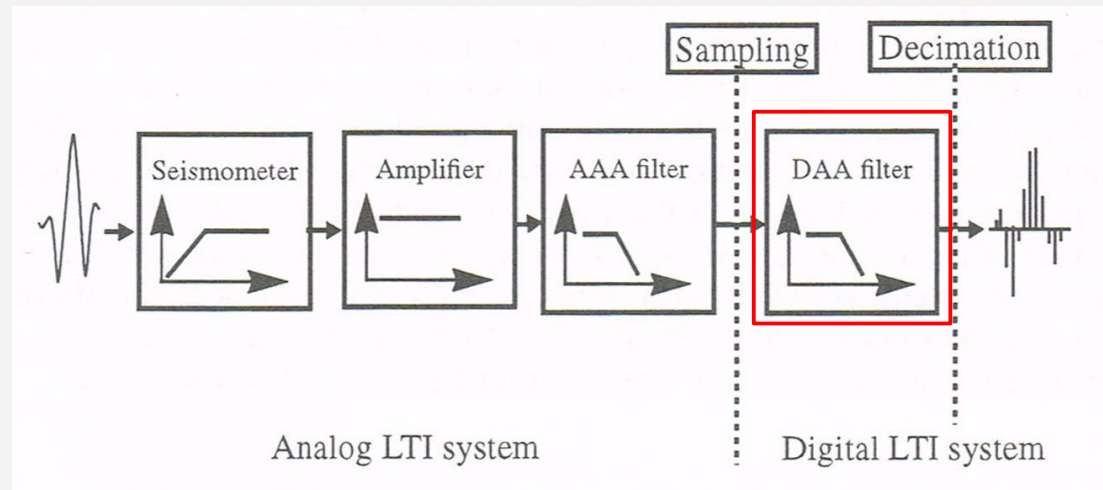 Sampling
Decimation
Seismometer
Amplifier
AAA filter
DAA filter
Analog LTI system
Digital LTI system